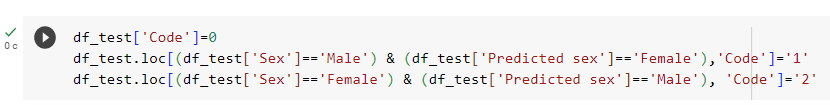 df_test['Code']=0
df_test.loc[(df_test['Sex']=='Male') & (df_test['Predicted sex']=='Female'),'Code']='1'
df_test.loc[(df_test['Sex']=='Female') & (df_test['Predicted sex']=='Male'), 'Code']='2'
0 с